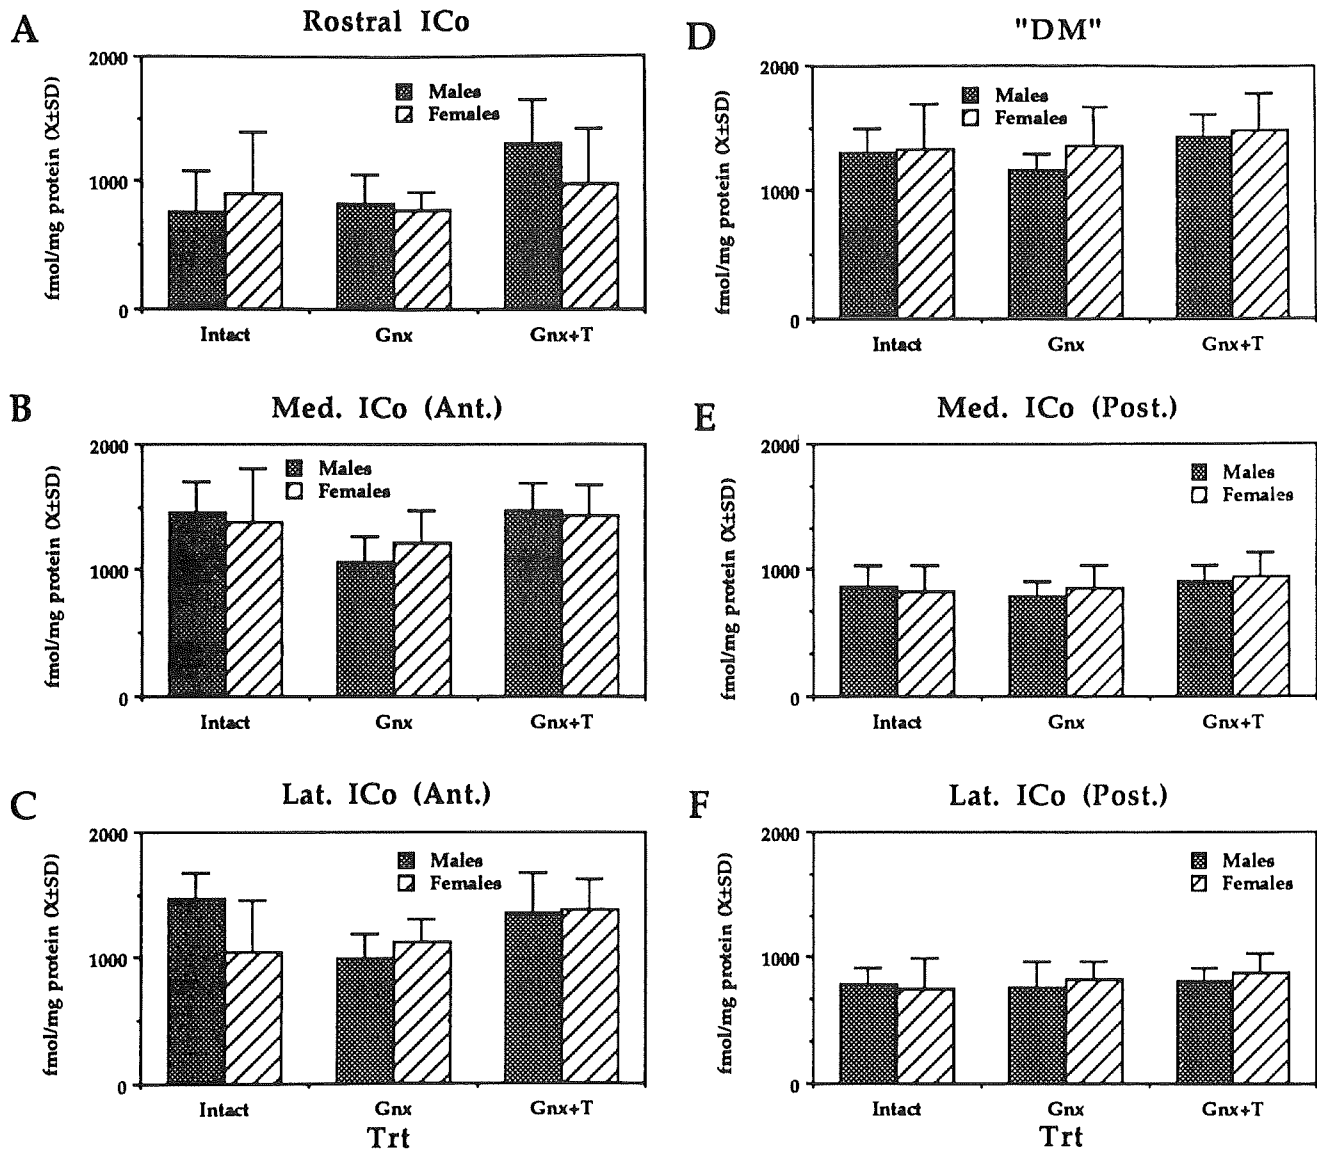 A
Rostral ICo
fmol/mg protein (X±SD)
2000
1000
0
Males
Females
Intact
Gnx
Gnx+T
D
"DM"
fmol/mg protein (X±SD)
2000
1000
0
Males
Females
Intact
Gnx
Gnx+T
B
Med. ICo (Ant.)
fmol/mg protein (X±SD)
2000
1000
0
Males
Females
Intact
Gnx
Gnx+T
E
Med. ICo (Post.)
fmol/mg protein (X±SD)
2000
1000
0
Males
Females
Intact
Gnx
Gnx+T
C
Lat. ICo (Ant.)
fmol/mg protein (X±SD)
2000
1000
0
Males
Females
Intact
Gnx
Gnx+T
Trt
F
Lat. ICo (Post.)
fmol/mg protein (X±SD)
2000
1000
0
Males
Females
Intact
Gnx
Gnx+T
Trt